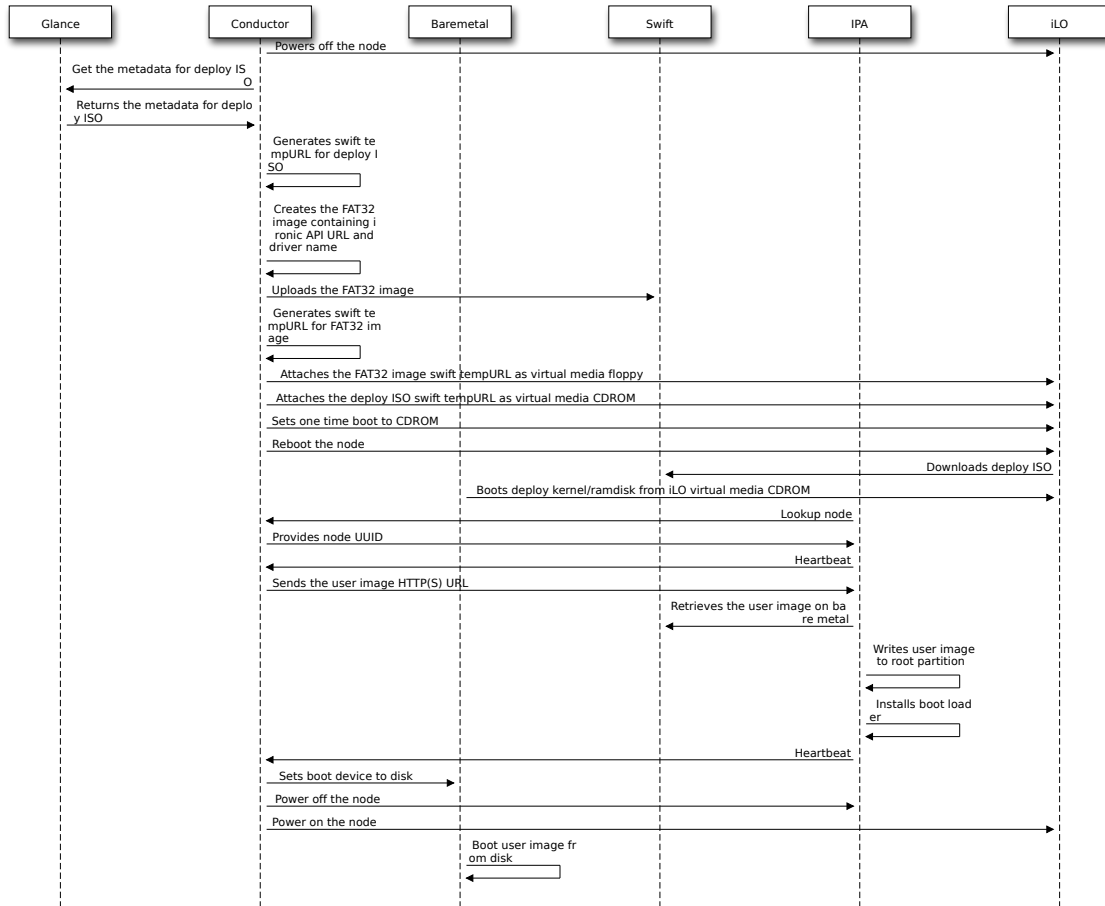 Glance
Conductor
Baremetal
Swift
IPA
iLO
Powers off the node
Get the metadata for deploy IS
O
Returns the metadata for deplo
y ISO
Generates swift te
mpURL for deploy I
SO
Creates the FAT32
image containing i
ronic API URL and
driver name
Uploads the FAT32 image
Generates swift te
mpURL for FAT32 im
age
Attaches the FAT32 image swift tempURL as virtual media floppy
Attaches the deploy ISO swift tempURL as virtual media CDROM
Sets one time boot to CDROM
Reboot the node
Downloads deploy ISO
Boots deploy kernel/ramdisk from iLO virtual media CDROM
Lookup node
Provides node UUID
Heartbeat
Sends the user image HTTP(S) URL
Retrieves the user image on ba
re metal
Writes user image
to root partition
Installs boot load
er
Heartbeat
Sets boot device to disk
Power off the node
Power on the node
Boot user image fr
om disk